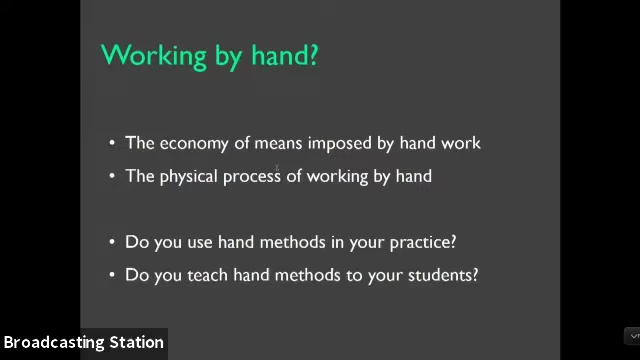 Working by hand?
• The economy of means imposed by hand work
• The physical process of working by hand
• Do you use hand methods in your practice?
• Do you teach hand methods to your students?
Broadcasting Station